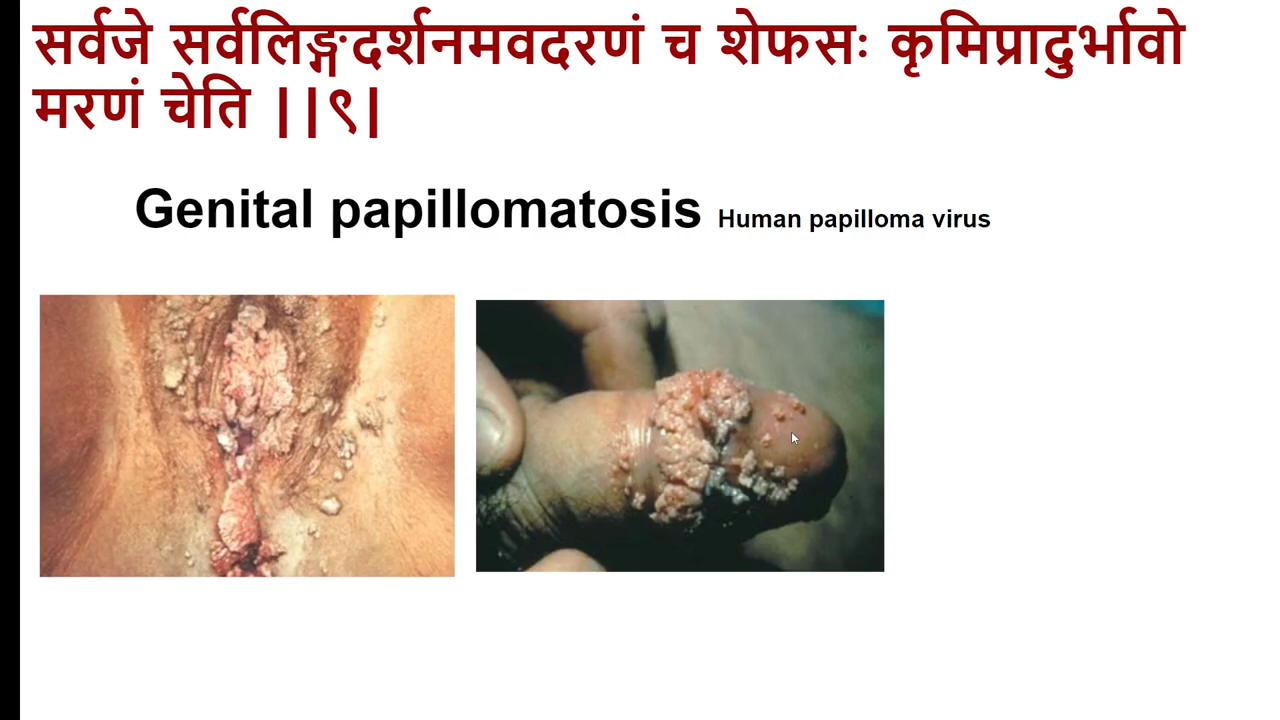 सर्वजे सर्वलिङ्गदर्शनमवदरणं च शेफसः कृमिप्रादुर्भावो
मरणं चेति ||९|
Genital papillomatosis Human papilloma virus